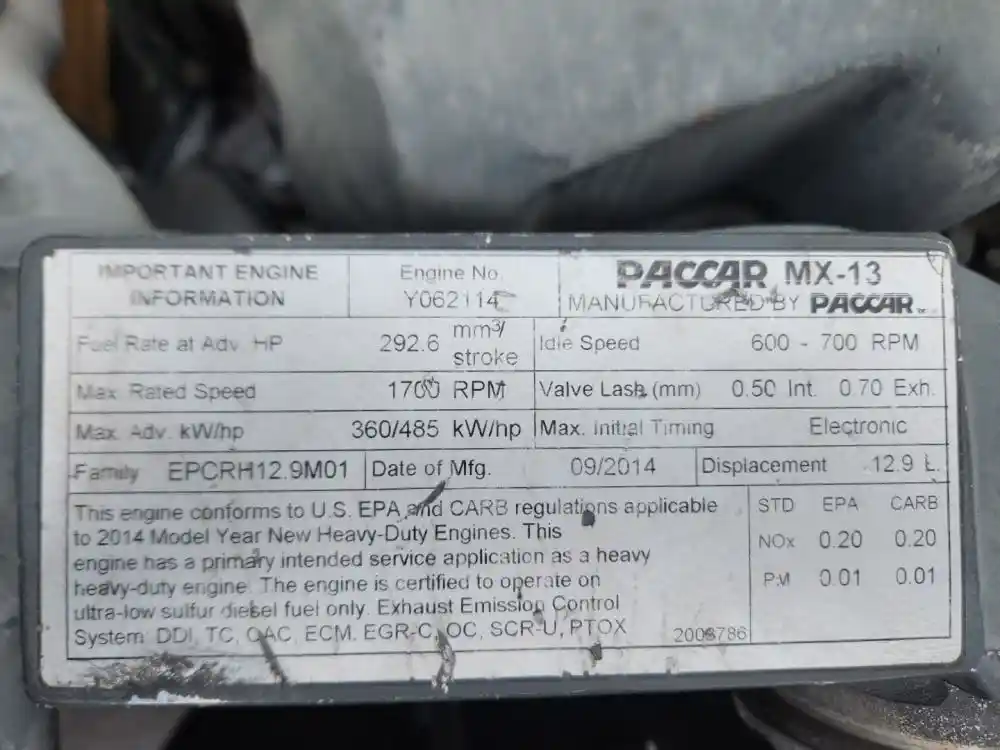 IMPORTANT ENGINE INFORMATION
Engine No.
Y062114
PACCAR MX-13
MANUFACTURED BY PACCAR
Fuel Rate at Adv. HP 292.6 mm3/stroke
Idle Speed 600 - 700 RPM
Max. Rated Speed 1700 RPM
Valve Lash (mm) 0.50 Int. 0.70 Exh.
Max. Adv. kW/hp 360/485 kW/hp
Max. Initial Timing Electronic
Family EPCRH12.9M01
Date of Mfg. 09/2014
Displacement 12.9 L.
This engine conforms to U.S. EPA and CARB regulations applicable
to 2014 Model Year New Heavy-Duty Engines. This
engine has a primary intended service application as a heavy
heavy-duty engine. The engine is certified to operate on
ultra-low sulfur diesel fuel only. Exhaust Emission Control
System: DDI, TC, CAC, ECM, EGR-C, OC, SCR-U, PTOX
STD EPA CARB
NOx 0.20 0.20
PM 0.01 0.01